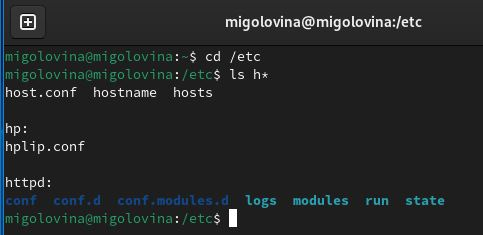 migolovina@migolovina:/etc
migolovina@migolovina:~$ cd /etc
migolovina@migolovina:/etc$ ls h*
host.conf  hostname  hosts

hp:
hplip.conf

httpd:
conf  conf.d  conf.modules.d  logs  modules  run  state
migolovina@migolovina:/etc$